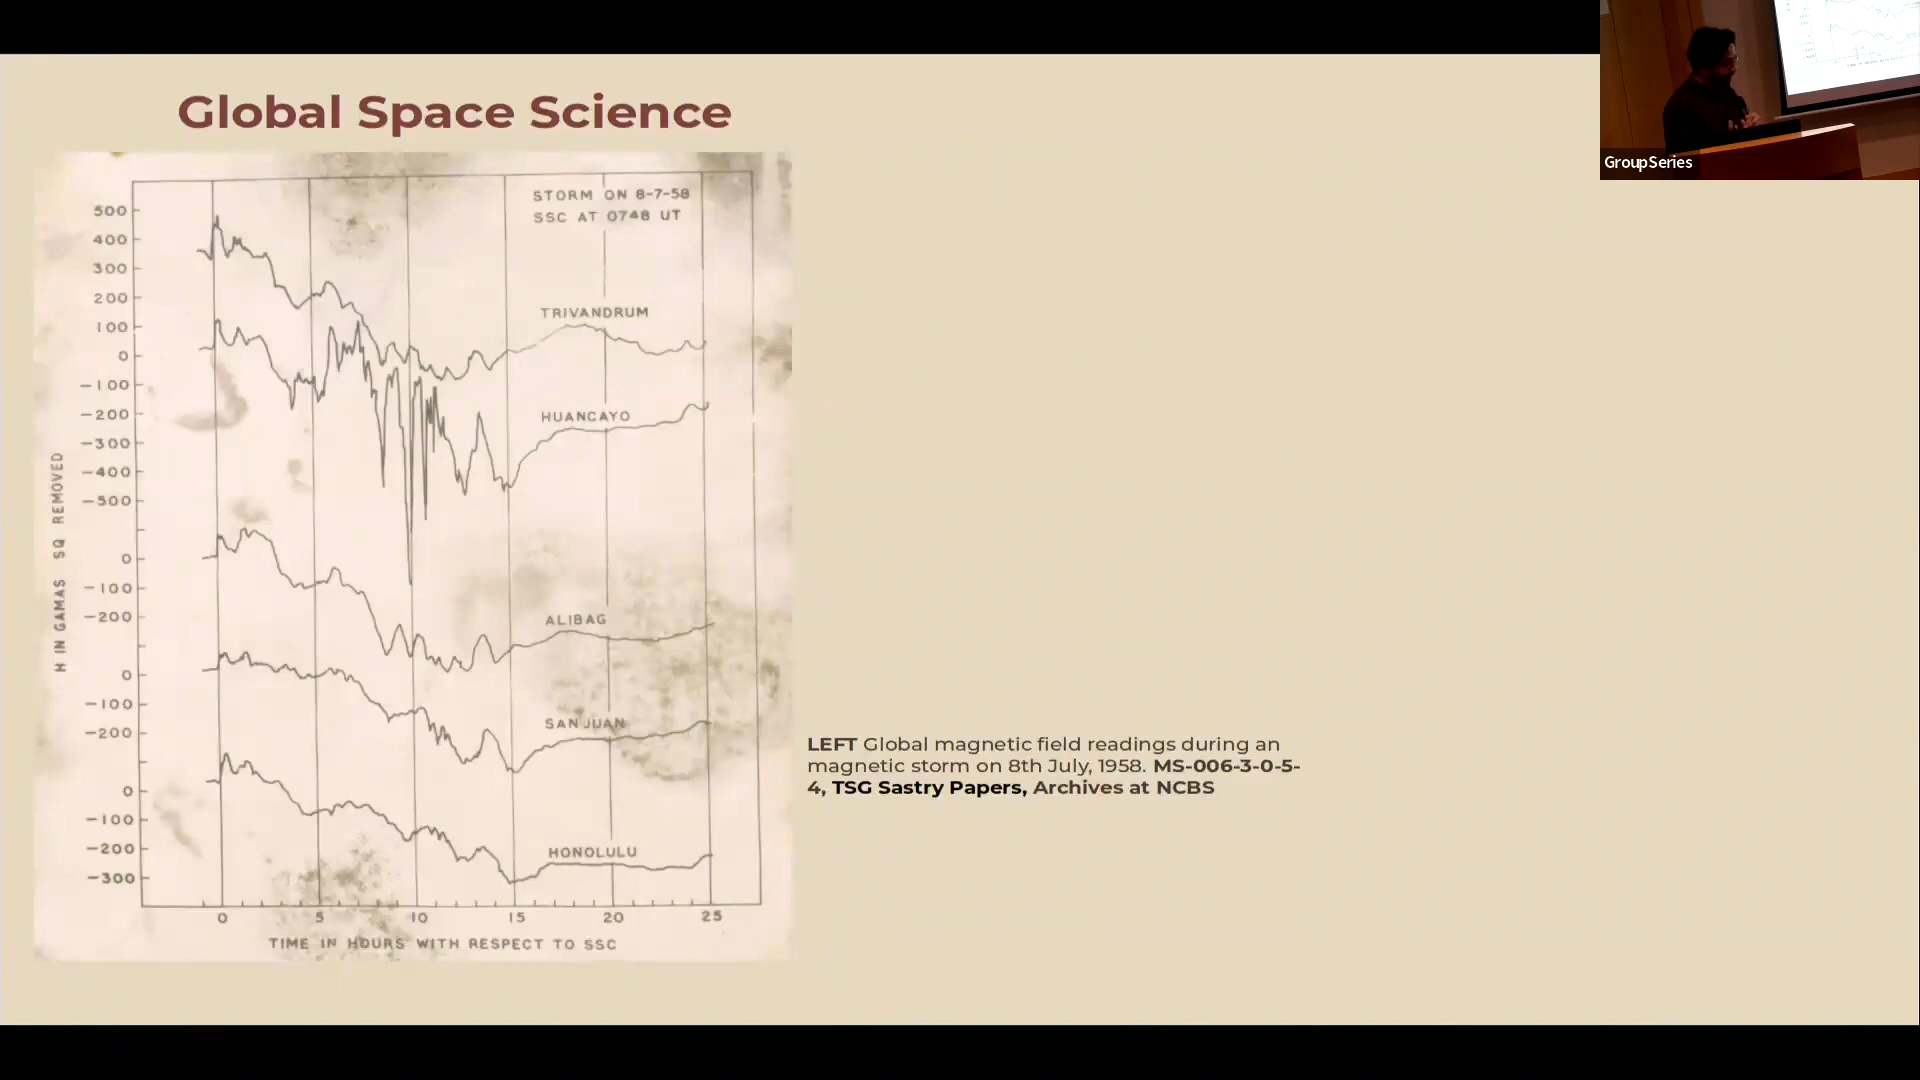 Global Space Science
GroupSeries
STORM ON 8-7-58
SSC AT 0748 UT
500
400
300
200
100
0
-100
-200
-300
-400
-500
0
-100
-200
0
-100
-200
0
-100
-200
-300
TRIVANDRUM
HUANCAYO
ALIBAG
SAN JUAN
HONOLULU
H IN GAMAS SQ REMOVED
0 5 10 15 20 25
TIME IN HOURS WITH RESPECT TO SSC
LEFT Global magnetic field readings during an
magnetic storm on 8th July, 1958. MS-006-3-0-5-
4, TSG Sastry Papers, Archives at NCBS